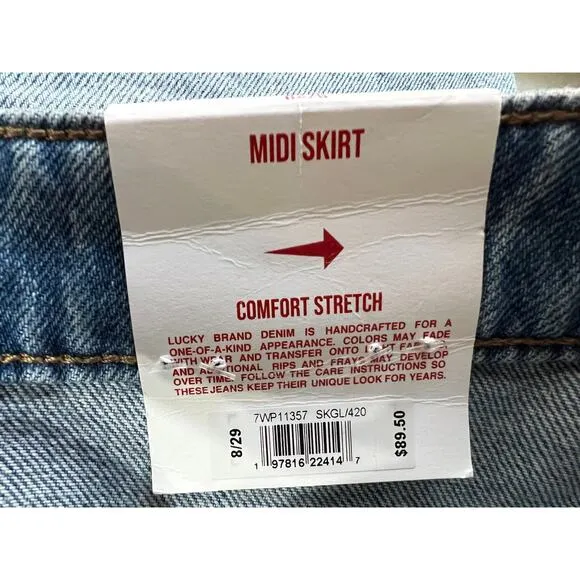 MIDI SKIRT
COMFORT STRETCH
LUCKY BRAND DENIM IS HANDCRAFTED FOR A
ONE-OF-A-KIND APPEARANCE. COLORS MAY FADE
WITH WEAR AND TRANSFER ONTO
AND RIPS AND FRAYS MAY DEVELOP
OVER TIME. FOLLOW THE CARE INSTRUCTIONS SO
THESE JEANS KEEP THEIR UNIQUE LOOK FOR YEARS.
7WP11357 SKGL/420
8/29
$89.50
1 97816 22414 7